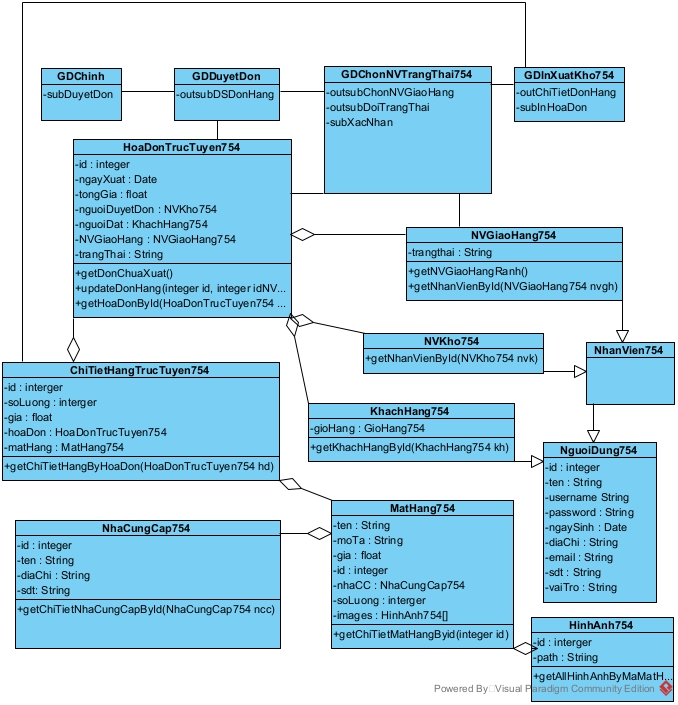 GDChinh
-subDuyetDon
GDDuyetDon
-outsubDSDonHang
GDChonNVTrangThai754
-outsubChonNVGiaoHang
-outsubDoiTrangThai
-subXacNhan
GDInXuatKho754
-outChiTietDonHang
-subInHoaDon
HoaDonTrucTuyen754
-id : integer
-ngayXuat : Date
-tongGia : float
-nguoiDuyetDon : NVKho754
-nguoiDat : KhachHang754
-NVGiaoHang : NVGiaoHang754
-trangThai : String
+getDonChuaXuat()
+updateDonHang(integer id, integer idNV...
+getHoaDonById(HoaDonTrucTuyen754 ...
NVGiaoHang754
-trangthai : String
+getNVGiaoHangRanh()
+getNhanVienById(NVGiaoHang754 nvgh)
NVKho754
+getNhanVienById(NVKho754 nvk)
NhanVien754
ChiTietHangTrucTuyen754
-id : interger
-soLuong : interger
-gia : float
-hoaDon : HoaDonTrucTuyen754
-matHang : MatHang754
+getChiTietHangByHoaDon(HoaDonTrucTuyen754 hd)
KhachHang754
-gioHang : GioHang754
+getKhachHangById(KhachHang754 kh)
NguoiDung754
-id : integer
-ten : String
-username String
-password : String
-ngaySinh : Date
-diaChi : String
-email : String
-sdt : String
-vaiTro : String
NhaCungCap754
-id : integer
-ten : String
-diaChi : String
-sdt: String
+getChiTietNhaCungCapById(NhaCungCap754 ncc)
MatHang754
-ten : String
-moTa : String
-gia : float
-id : integer
-nhaCC : NhaCungCap754
-soLuong : interger
-images : HinhAnh754[]
+getChiTietMatHangByid(integer id)
HinhAnh754
-id : interger
-path : Striing
+getAllHinhAnhByMaMatH...
Powered By Visual Paradigm Community Edition